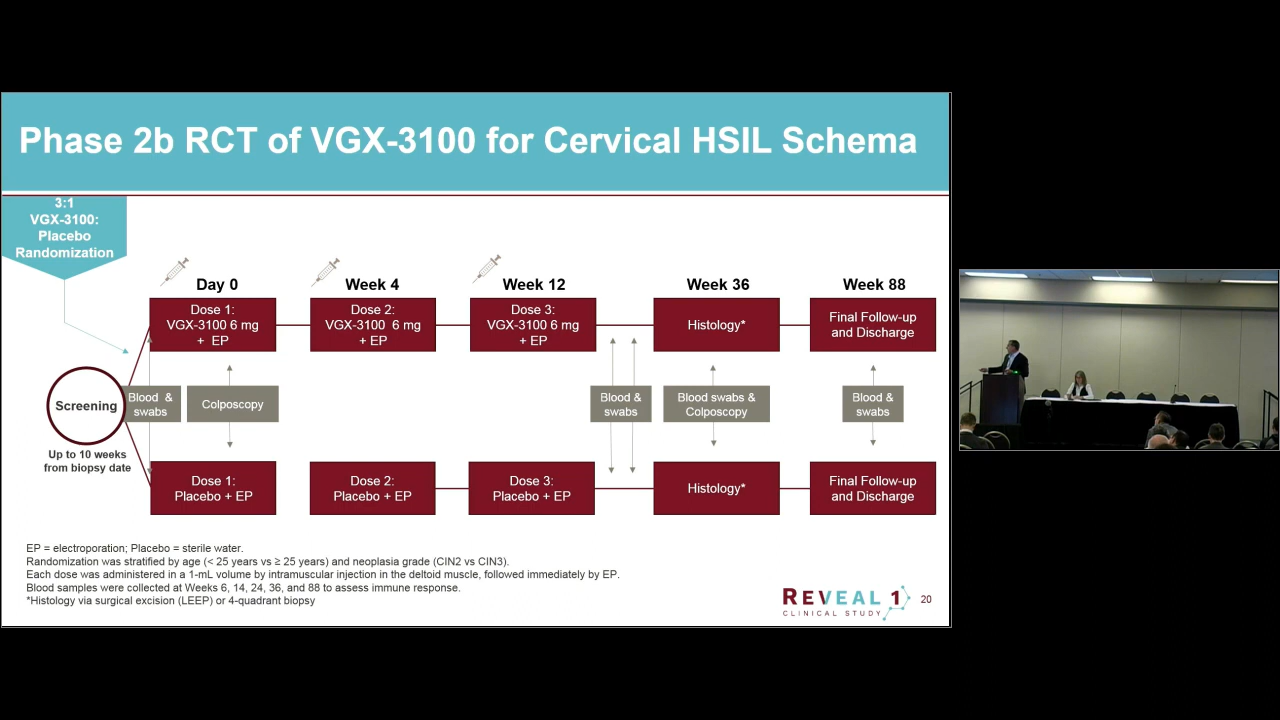 Phase 2b RCT of VGX-3100 for Cervical HSIL Schema
3:1
VGX-3100:
Placebo
Randomization
Day 0
Week 4
Week 12
Week 36
Week 88
Dose 1:
VGX-3100 6 mg
+ EP
Dose 2:
VGX-3100 6 mg
+ EP
Dose 3:
VGX-3100 6 mg
+ EP
Histology*
Final Follow-up
and Discharge
Screening
Blood &
swabs
Colposcopy
Blood &
swabs
Blood swabs &
Colposcopy
Blood &
swabs
Up to 10 weeks
from biopsy date
Dose 1:
Placebo + EP
Dose 2:
Placebo + EP
Dose 3:
Placebo + EP
Histology*
Final Follow-up
and Discharge
EP = electroporation; Placebo = sterile water.
Randomization was stratified by age (< 25 years vs ≥ 25 years) and neoplasia grade (CIN2 vs CIN3).
Each dose was administered in a 1-mL volume by intramuscular injection in the deltoid muscle, followed immediately by EP.
Blood samples were collected at Weeks 6, 14, 24, 36, and 88 to assess immune response.
*Histology via surgical excision (LEEP) or 4-quadrant biopsy
REVEAL 1
CLINICAL STUDY
20